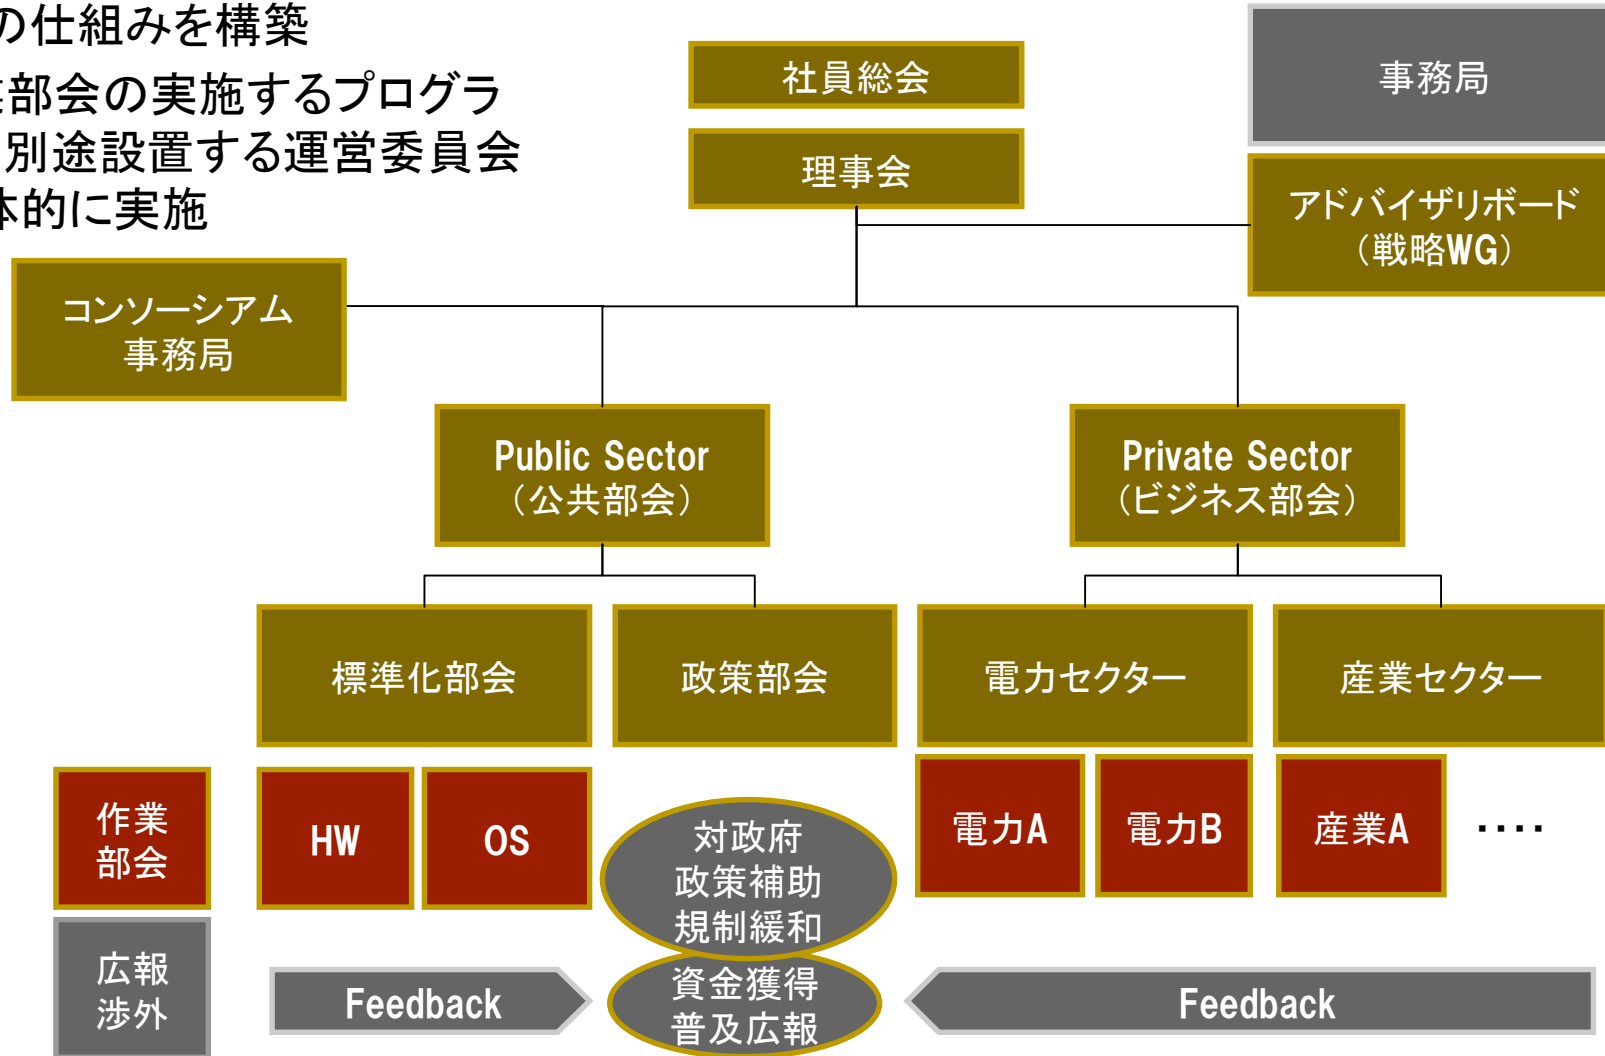 の仕組みを構築
部会の実施するプログラ
別途設置する運営委員会
的に実施
社員総会
理事会
事務局
アドバイザリボード
（戦略WG）
コンソーシアム
事務局
Public Sector
（公共部会）
Private Sector
（ビジネス部会）
標準化部会
政策部会
電力セクター
産業セクター
作業
部会
HW
OS
対政府
政策補助
規制緩和
電力A
電力B
産業A
････
広報
渉外
Feedback
資金獲得
普及広報
Feedback